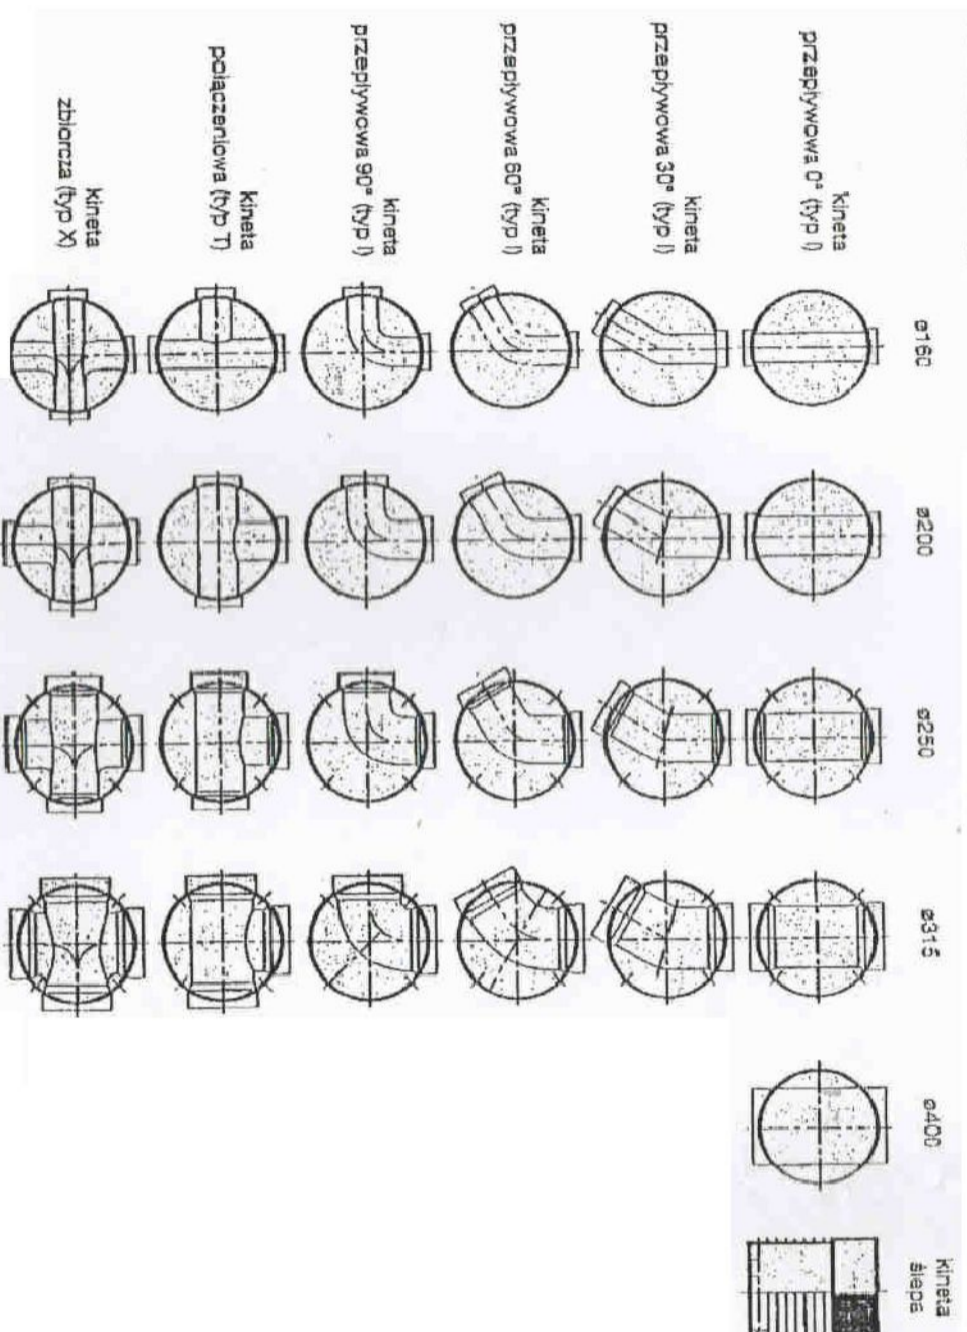 ø160
ø200
ø250
ø315
ø400
kineta
ślepa
kineta
przepływowa 0° (typ I)
kineta
przepływowa 30° (typ I)
kineta
przepływowa 60° (typ I)
kineta
przepływowa 90° (typ I)
kineta
połączeniowa (typ T)
kineta
zbiorcza (typ X)